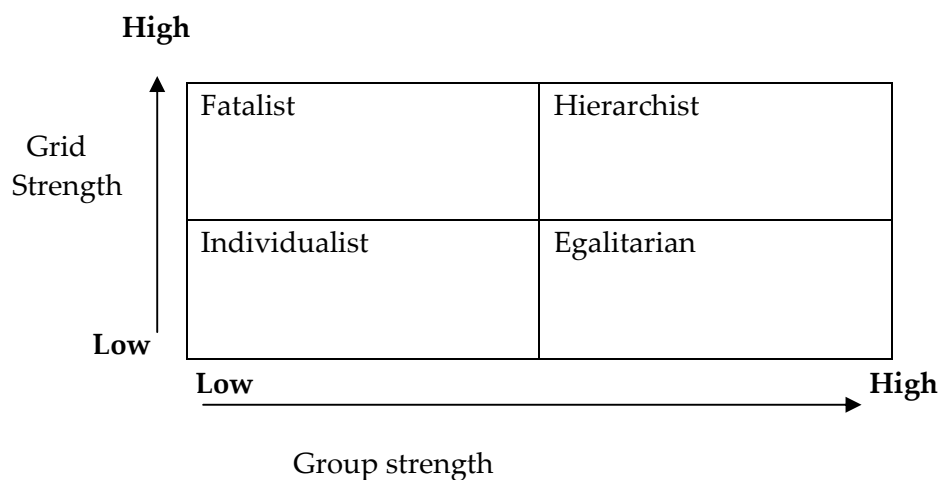 High
Fatalist Hierarchist
Grid
Strength
Individualist Egalitarian
Low
Low High
Group strength